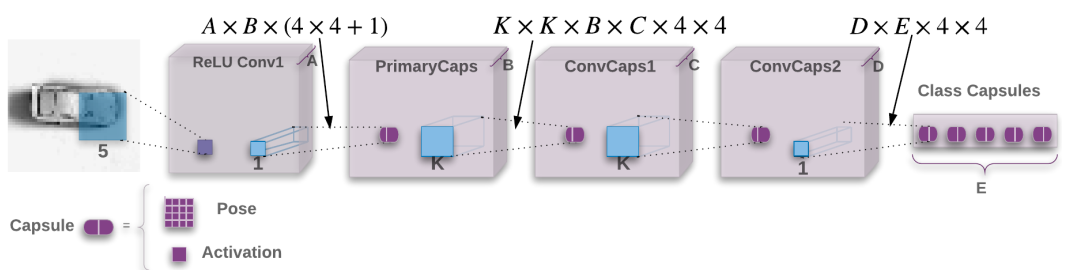 A × B × (4 × 4 + 1)
K × K × B × C × 4 × 4
D × E × 4 × 4
ReLU Conv1
A
PrimaryCaps
B
ConvCaps1
C
ConvCaps2
D
Class Capsules
5
1
K
K
1
E
Capsule
=
Pose
Activation